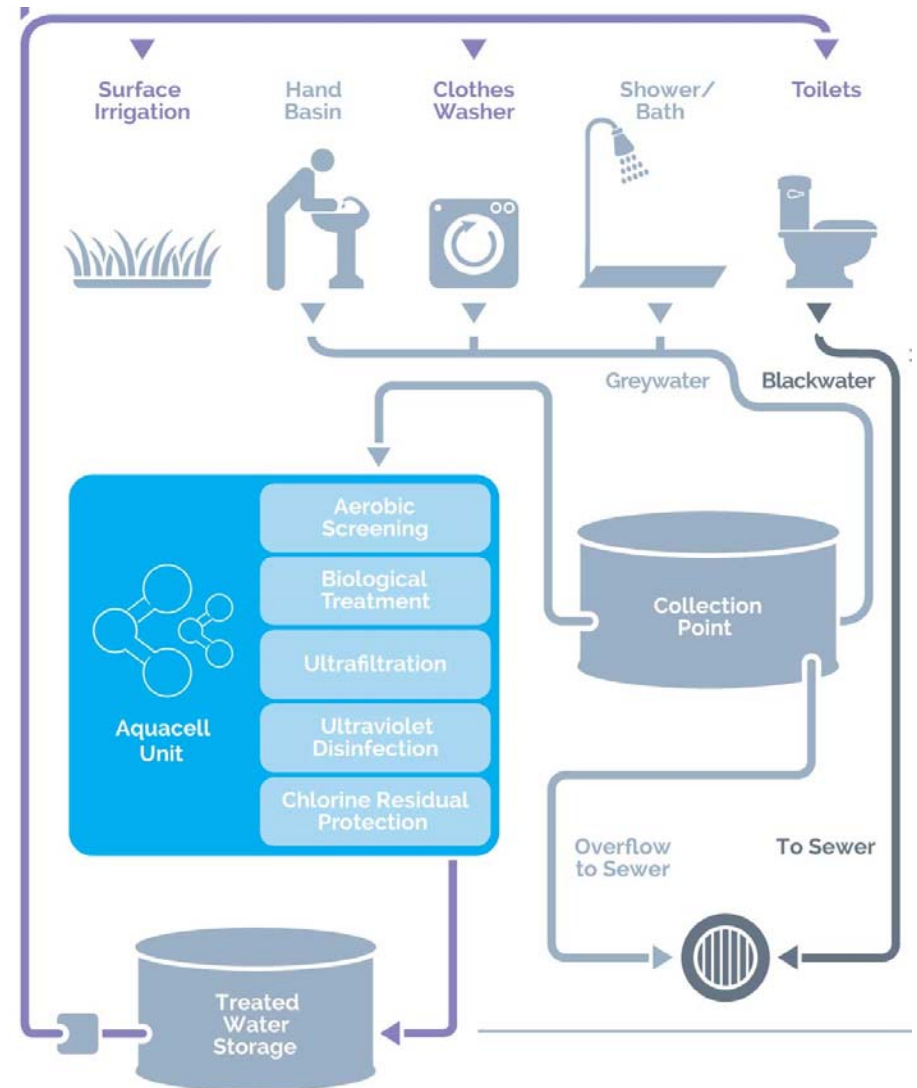 Surface
Irrigation
Hand
Basin
Clothes
Washer
Shower/
Bath
Toilets
Greywater
Blackwater
Aerobic
Screening
Biological
Treatment
Ultrafiltration
Ultraviolet
Disinfection
Chlorine Residual
Protection
Aquacell
Unit
Collection
Point
Overflow
to Sewer
To Sewer
Treated
Water
Storage